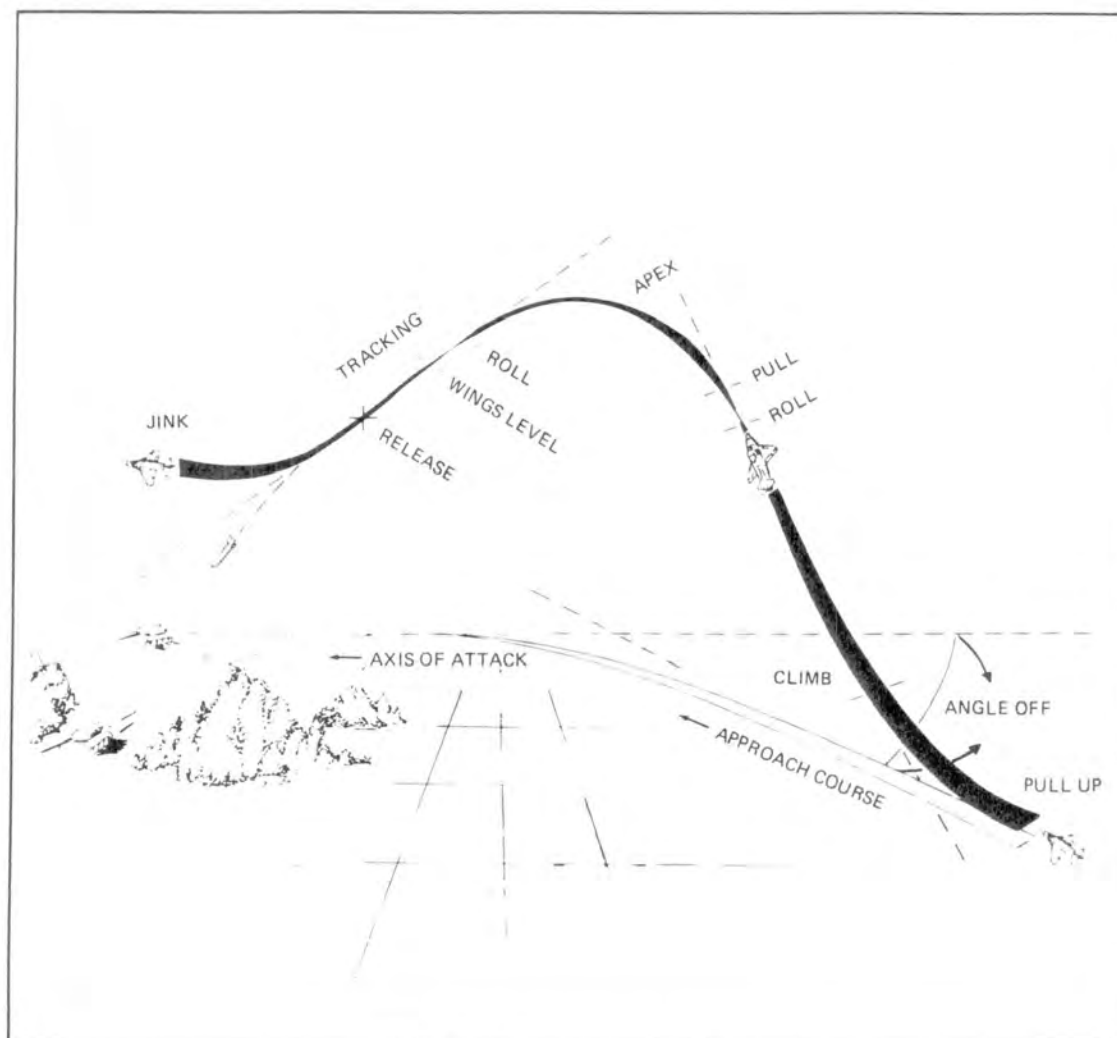 APEX
TRACKING
PULL
ROLL
ROLL
WINGS LEVEL
JINK
RELEASE
AXIS OF ATTACK
CLIMB
ANGLE OFF
APPROACH COURSE
PULL UP